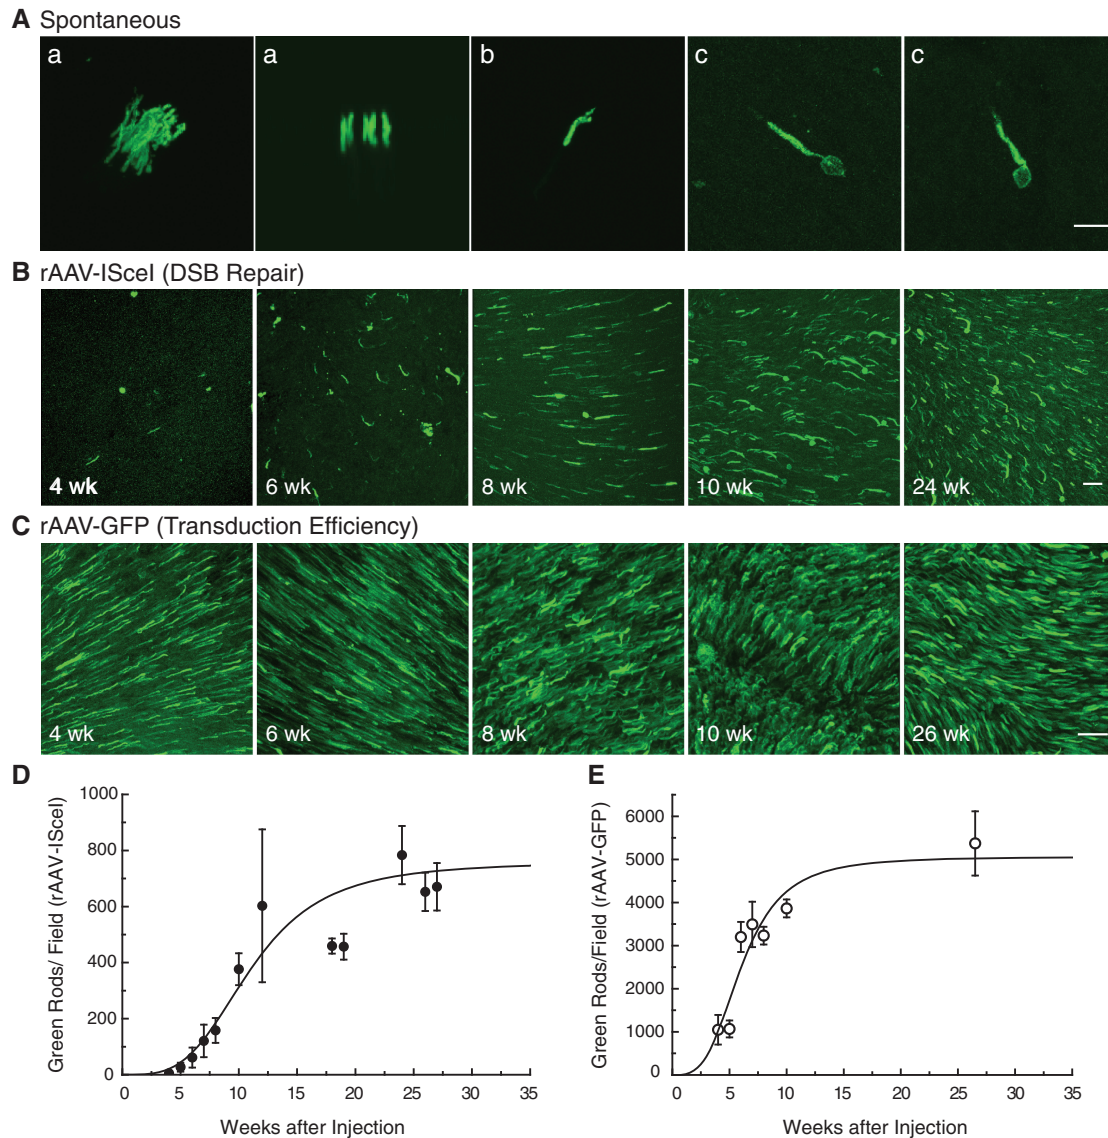 A Spontaneous
a a b c c
B rAAV-ISceI (DSB Repair)
4 wk 6 wk 8 wk 10 wk 24 wk
C rAAV-GFP (Transduction Efficiency)
4 wk 6 wk 8 wk 10 wk 26 wk
D
Green Rods/ Field (rAAV-ISceI)
1000
800
600
400
200
0
0 5 10 15 20 25 30 35
Weeks after Injection
E
Green Rods/Field (rAAV-GFP)
6000
5000
4000
3000
2000
1000
0
0 5 10 15 20 25 30 35
Weeks after Injection